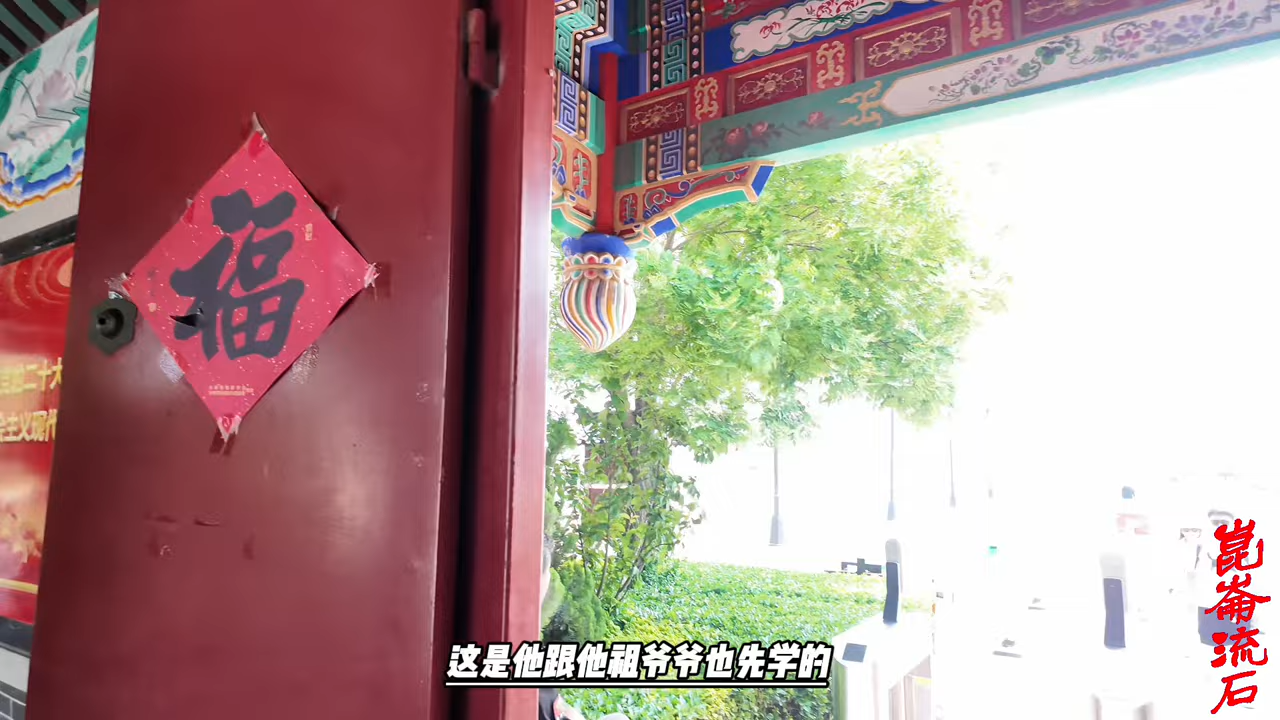 福
二十大
主义现代
这是他跟他祖爷爷也先学的
崑崙流石